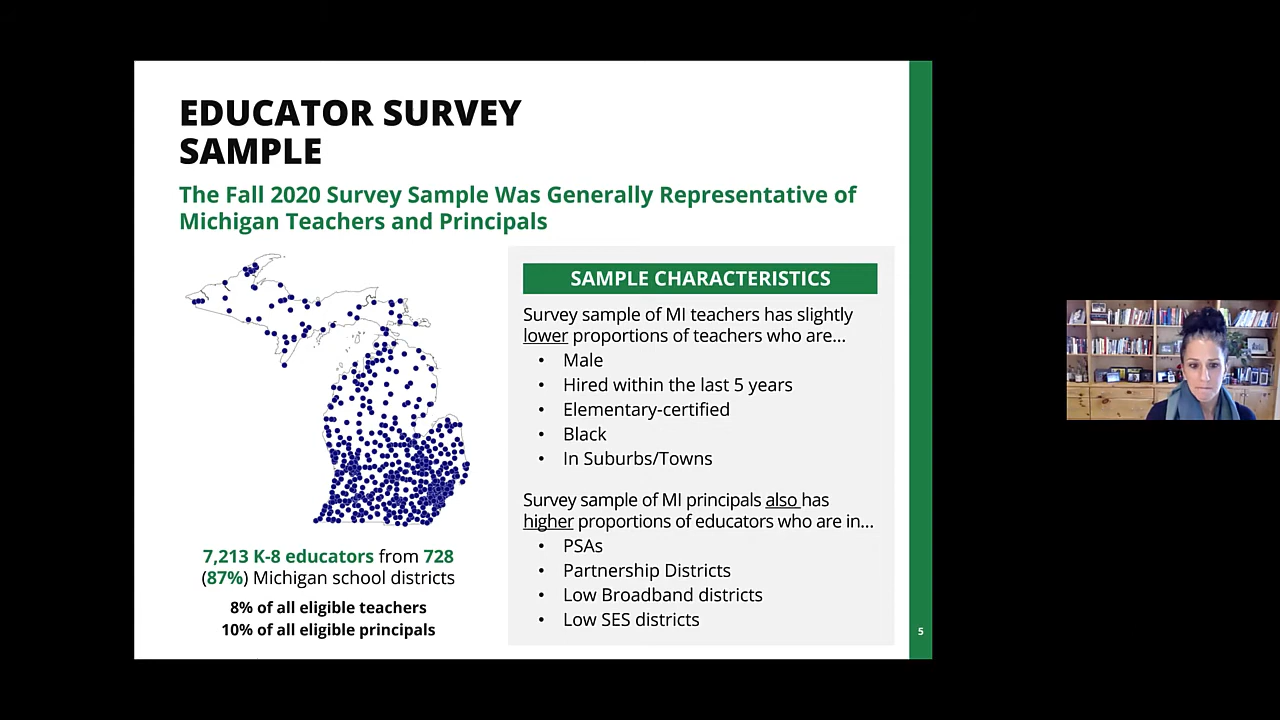 EDUCATOR SURVEY
SAMPLE
The Fall 2020 Survey Sample Was Generally Representative of
Michigan Teachers and Principals
7,213 K-8 educators from 728
(87%) Michigan school districts
8% of all eligible teachers
10% of all eligible principals
SAMPLE CHARACTERISTICS
Survey sample of MI teachers has slightly
lower proportions of teachers who are...
• Male
• Hired within the last 5 years
• Elementary-certified
• Black
• In Suburbs/Towns
Survey sample of MI principals also has
higher proportions of educators who are in...
• PSAs
• Partnership Districts
• Low Broadband districts
• Low SES districts
5